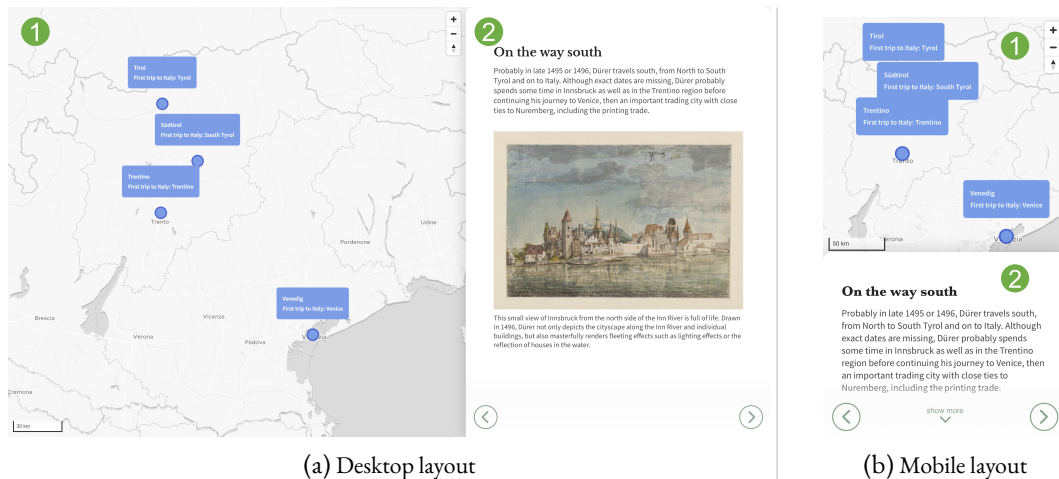 1
+
−
Tirol
First trip to Italy: Tyrol
Südtirol
First trip to Italy: South Tyrol
Trentino
First trip to Italy: Trentino
Trento
Udine
Pordenone
Venedig
First trip to Italy: Venice
Brescia
Vicenza
Verona
Padova
Cremona
30 km
2
On the way south
Probably in late 1495 or 1496, Dürer travels south, from North to South
Tyrol and on to Italy. Although exact dates are missing, Dürer probably
spends some time in Innsbruck as well as in the Trentino region before
continuing his journey to Venice, then an important trading city with close
ties to Nuremberg, including the printing trade.
This small view of Innsbruck from the north side of the Inn River is full of life. Drawn
in 1496, Dürer not only depicts the cityscape along the Inn River and individual
buildings, but also masterfully renders fleeting effects such as lighting effects or the
reflection of houses in the water.
(a) Desktop layout
1
+
−
Tirol
First trip to Italy: Tyrol
Südtirol
First trip to Italy: South Tyrol
Trentino
First trip to Italy: Trentino
Venedig
First trip to Italy: Venice
50 km
2
On the way south
Probably in late 1495 or 1496, Dürer travels south,
from North to South Tyrol and on to Italy. Although
exact dates are missing, Dürer probably spends
some time in Innsbruck as well as in the Trentino
region before continuing his journey to Venice, then
an important trading city with close ties to
Nuremberg, including the printing trade.
show more
(b) Mobile layout